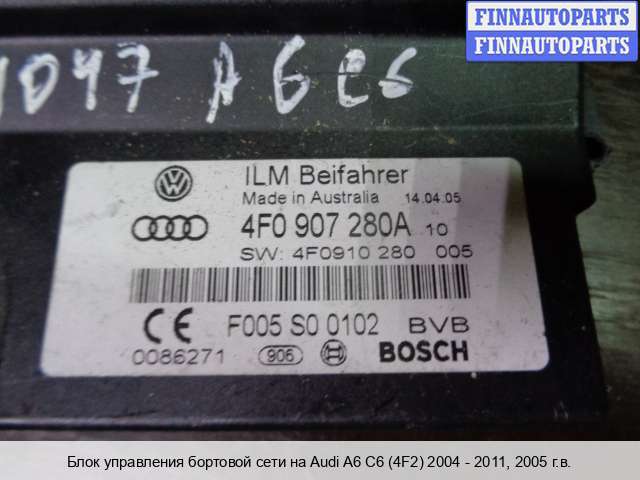 FINNAUTOPARTS
FINNAUTOPARTS
1047 A6C6
ILM Beifahrer
Made in Australia 14.04.05
4F0 907 280A 10
SW: 4F0910 280 005
CE F005 S0 0102 BVB
0086271 906 BOSCH
Блок управления бортовой сети на Audi A6 C6 (4F2) 2004 - 2011, 2005 г.в.